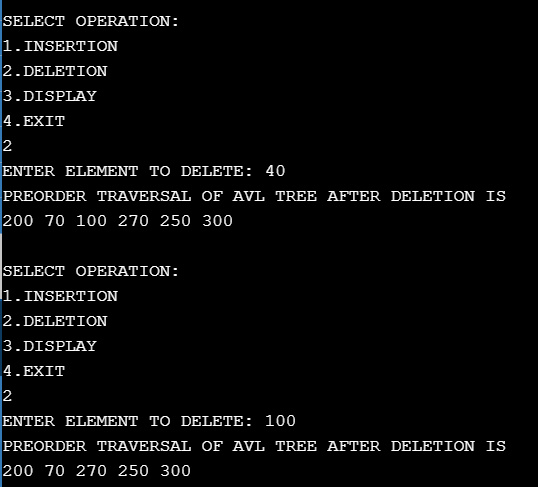 SELECT OPERATION:
1.INSERTION
2.DELETION
3.DISPLAY
4.EXIT
2
ENTER ELEMENT TO DELETE: 40
PREORDER TRAVERSAL OF AVL TREE AFTER DELETION IS
200 70 100 270 250 300
SELECT OPERATION:
1.INSERTION
2.DELETION
3.DISPLAY
4.EXIT
2
ENTER ELEMENT TO DELETE: 100
PREORDER TRAVERSAL OF AVL TREE AFTER DELETION IS
200 70 270 250 300